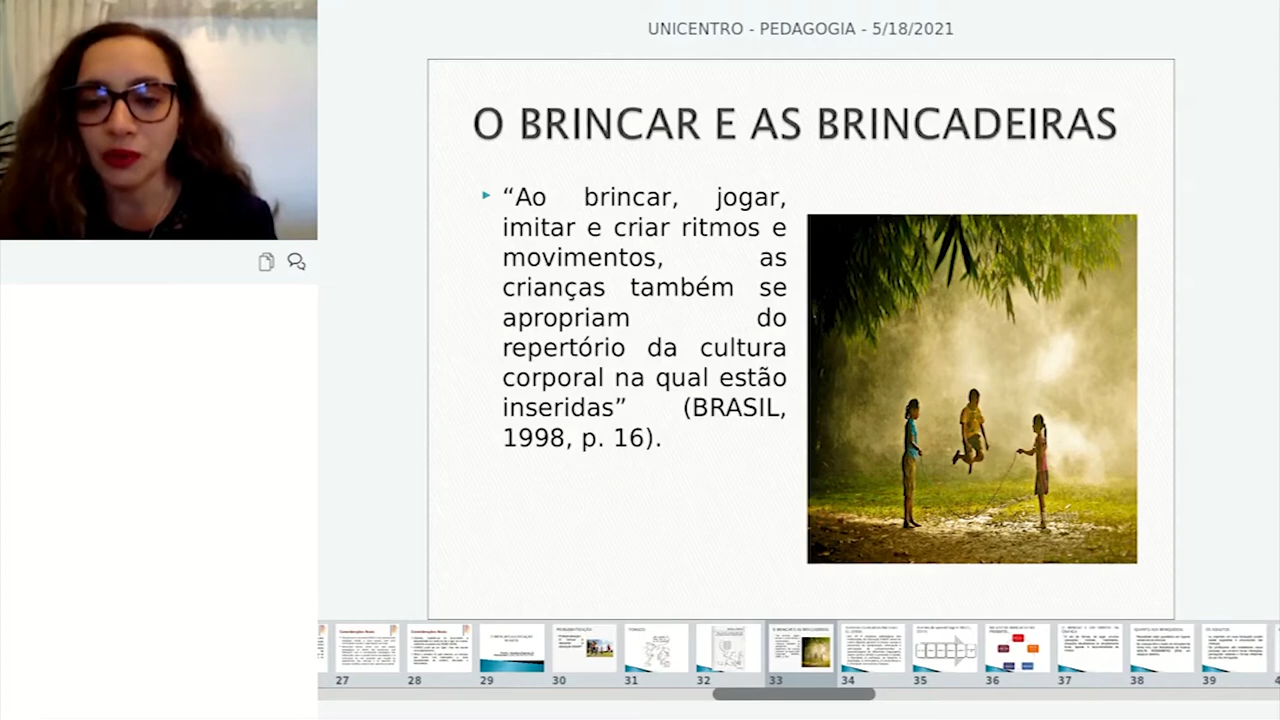 UNICENTRO - PEDAGOGIA - 5/18/2021
O BRINCAR E AS BRINCADEIRAS
“Ao brincar, jogar,
imitar e criar ritmos e
movimentos, as
crianças também se
apropriam do
repertório da cultura
corporal na qual estão
inseridas” (BRASIL,
1998, p. 16).
27
28
29
30
31
32
33
34
35
36
37
38
39